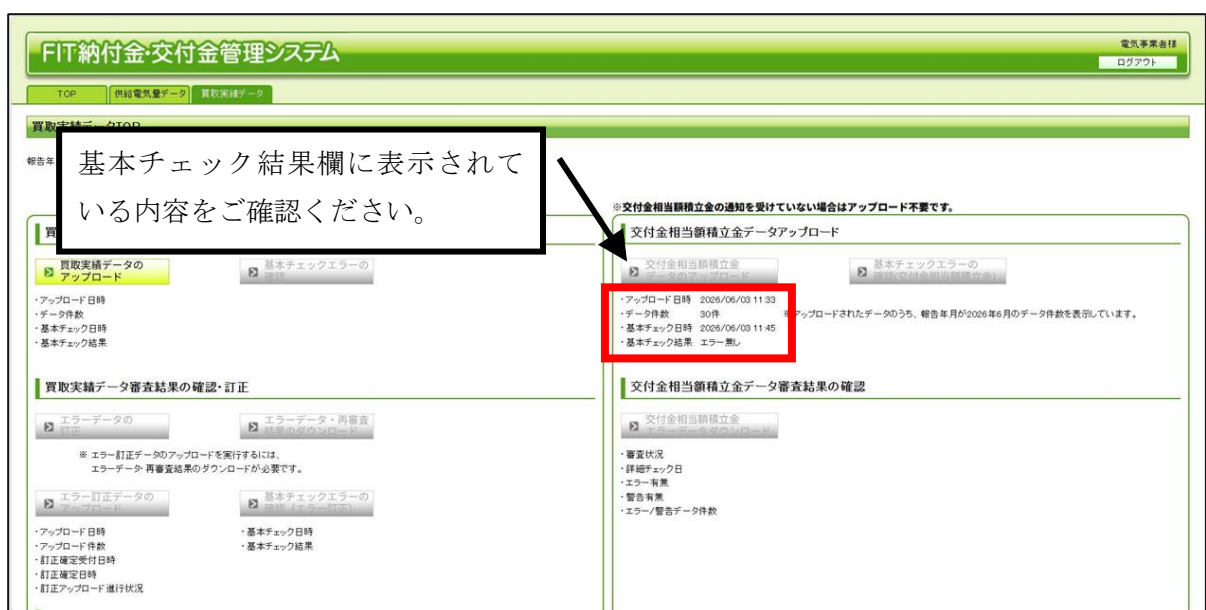 FIT納付金・交付金管理システム
電気事業者様
ログアウト
TOP
供給電気量データ
買取実績データ
買取実績データTOP
報告年
基本チェック結果欄に表示されて
いる内容をご確認ください。
※交付金相当額積立金の通知を受けていない場合はアップロード不要です。
買
買取実績データの
アップロード
基本チェックエラーの
確認
・アップロード日時
・データ件数
・基本チェック日時
・基本チェック結果
交付金相当額積立金データアップロード
交付金相当額積立金
データのアップロード
基本チェックエラーの
確認(交付金相当額積立金)
・アップロード日時 2026/06/03 11:33
・データ件数 30件 ※アップロードされたデータのうち、報告年月が2026年6月のデータ件数を表示しています。
・基本チェック日時 2026/06/03 11:45
・基本チェック結果 エラー無し
買取実績データ審査結果の確認・訂正
エラーデータの
訂正
エラーデータ・再審査
結果のダウンロード
※ エラー訂正データのアップロードを実行するには、
エラーデータ・再審査結果のダウンロードが必要です。
エラー訂正データの
アップロード
基本チェックエラーの
確認（エラー訂正）
・アップロード日時
・アップロード件数
・訂正確定受付日時
・訂正確定日時
・訂正アップロード進行状況
・基本チェック日時
・基本チェック結果
交付金相当額積立金データ審査結果の確認
交付金相当額積立金
エラーデータダウンロード
・審査状況
・詳細チェック日
・エラー有無
・警告有無
・エラー/警告データ件数